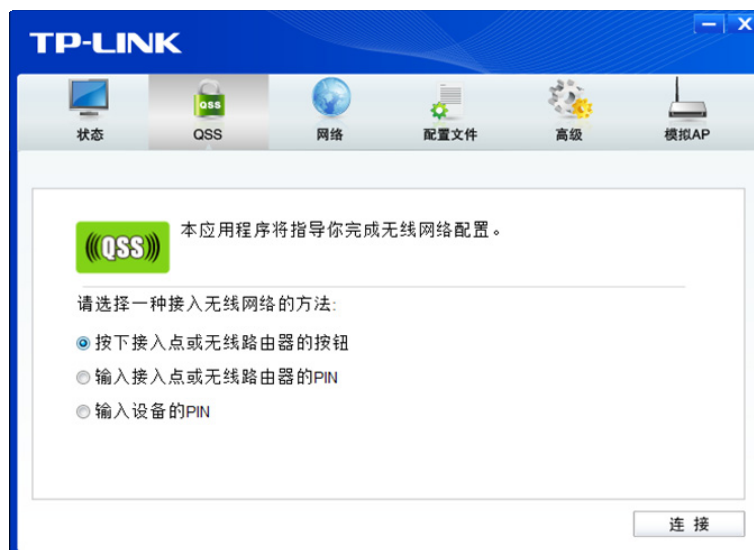 TP-LINK
QSS
状态 QSS 网络 配置文件 高级 模拟AP
QSS 本应用程序将指导你完成无线网络配置。
请选择一种接入无线网络的方法:
按下接入点或无线路由器的按钮
输入接入点或无线路由器的PIN
输入设备的PIN
连 接